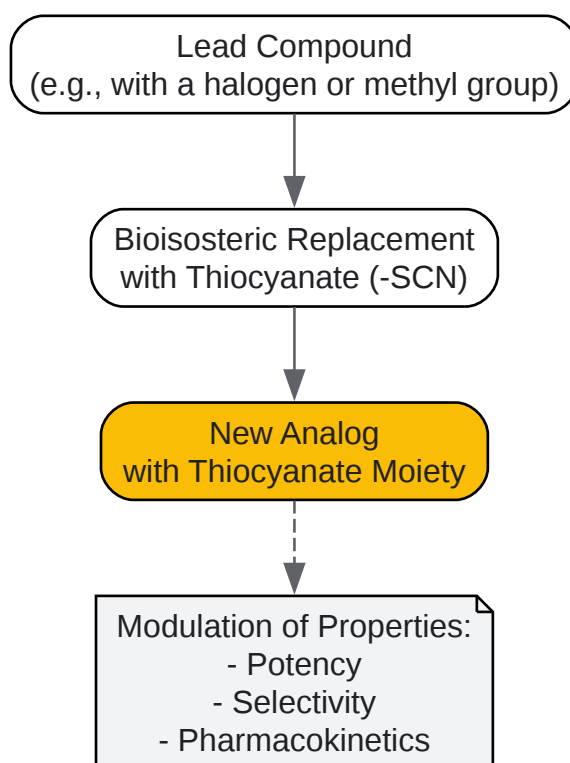 Lead Compound
(e.g., with a halogen or methyl group)
Bioisosteric Replacement
with Thiocyanate (-SCN)
New Analog
with Thiocyanate Moiety
Modulation of Properties:
- Potency
- Selectivity
- Pharmacokinetics